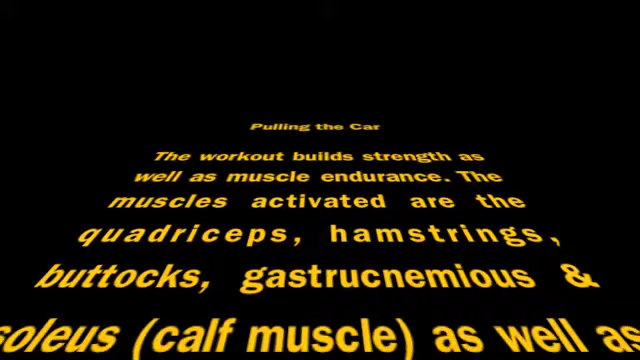 Pulling the Car
The workout builds strength as
well as muscle endurance. The
muscles activated are the
quadriceps, hamstrings,
buttocks, gastrucnemious &
soleus (calf muscle) as well as